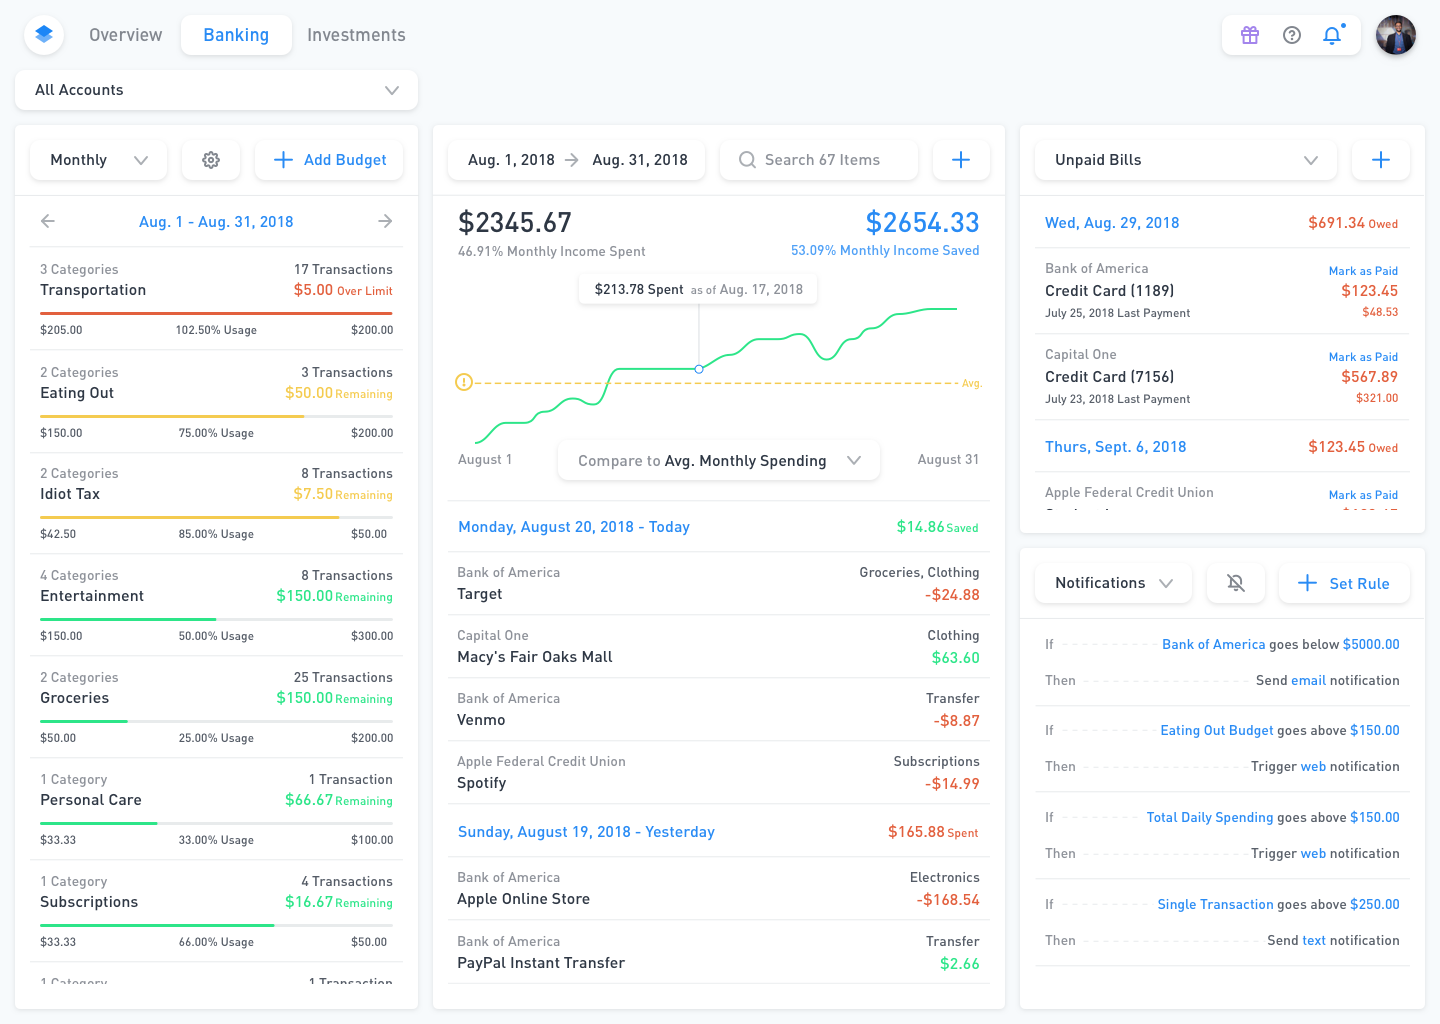 Overview Banking Investments
All Accounts
Monthly Add Budget
Aug. 1 - Aug. 31, 2018
3 Categories 17 Transactions
Transportation $5.00 Over Limit
$205.00 102.50% Usage $200.00
2 Categories 3 Transactions
Eating Out $50.00 Remaining
$150.00 75.00% Usage $200.00
2 Categories 8 Transactions
Idiot Tax $7.50 Remaining
$42.50 85.00% Usage $50.00
4 Categories 8 Transactions
Entertainment $150.00 Remaining
$150.00 50.00% Usage $300.00
2 Categories 25 Transactions
Groceries $150.00 Remaining
$50.00 25.00% Usage $200.00
1 Category 1 Transaction
Personal Care $66.67 Remaining
$33.33 33.00% Usage $100.00
1 Category 4 Transactions
Subscriptions $16.67 Remaining
$33.33 66.00% Usage $50.00
1 Category 1 Transaction
Aug. 1, 2018 Aug. 31, 2018 Search 67 Items
$2345.67 $2654.33
46.91% Monthly Income Spent 53.09% Monthly Income Saved
$213.78 Spent as of Aug. 17, 2018
Avg.
August 1 Compare to Avg. Monthly Spending August 31
Monday, August 20, 2018 - Today $14.86 Saved
Bank of America Groceries, Clothing
Target -$24.88
Capital One Clothing
Macy's Fair Oaks Mall $63.60
Bank of America Transfer
Venmo -$8.87
Apple Federal Credit Union Subscriptions
Spotify -$14.99
Sunday, August 19, 2018 - Yesterday $165.88 Spent
Bank of America Electronics
Apple Online Store -$168.54
Bank of America Transfer
PayPal Instant Transfer $2.66
Unpaid Bills
Wed, Aug. 29, 2018 $691.34 Owed
Bank of America Mark as Paid
Credit Card (1189) $123.45
July 25, 2018 Last Payment $48.53
Capital One Mark as Paid
Credit Card (7156) $567.89
July 23, 2018 Last Payment $321.00
Thurs, Sept. 6, 2018 $123.45 Owed
Apple Federal Credit Union Mark as Paid
Notifications Set Rule
If Bank of America goes below $5000.00
Then Send email notification
If Eating Out Budget goes above $150.00
Then Trigger web notification
If Total Daily Spending goes above $150.00
Then Trigger web notification
If Single Transaction goes above $250.00
Then Send text notification